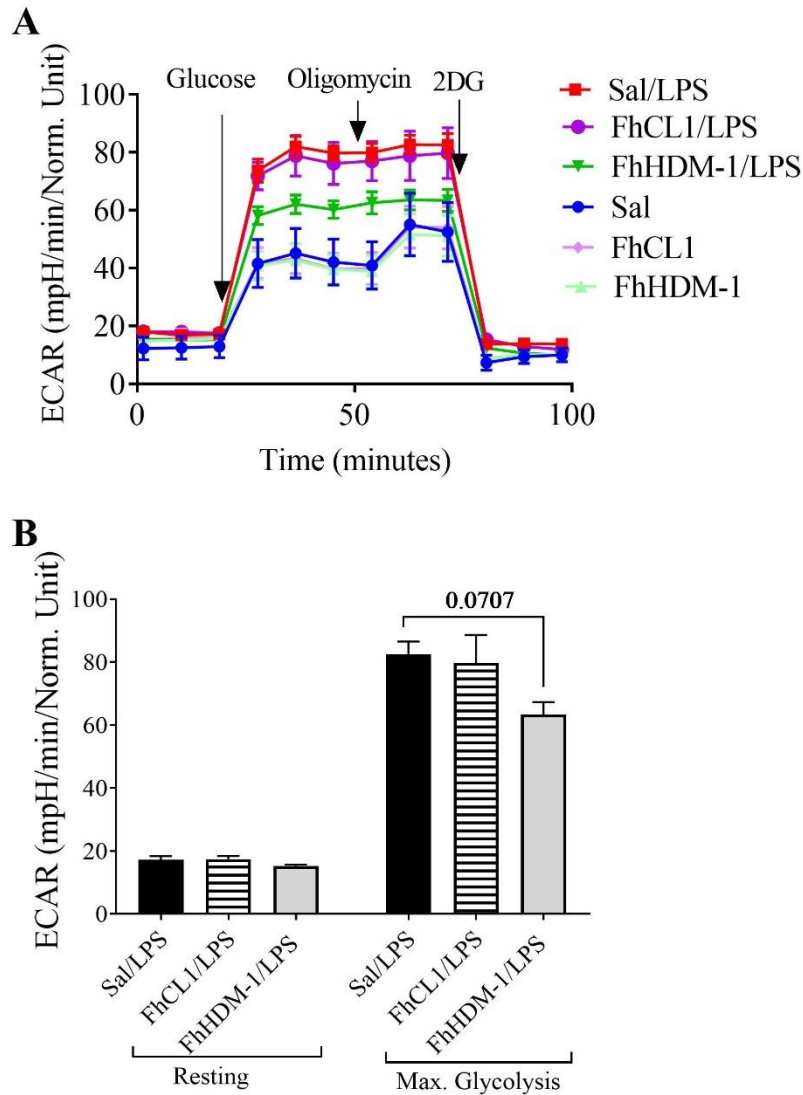 A
Glucose
Oligomycin
2DG
ECAR (mpH/min/Norm. Unit)
100
80
60
40
20
0
0
50
100
Time (minutes)
Sal/LPS
FhCL1/LPS
FhHDM-1/LPS
Sal
FhCL1
FhHDM-1
B
ECAR (mpH/min/Norm. Unit)
100
80
60
40
20
0
0.0707
Sal/LPS
FhCL1/LPS
FhHDM-1/LPS
Sal/LPS
FhCL1/LPS
FhHDM-1/LPS
Resting
Max. Glycolysis